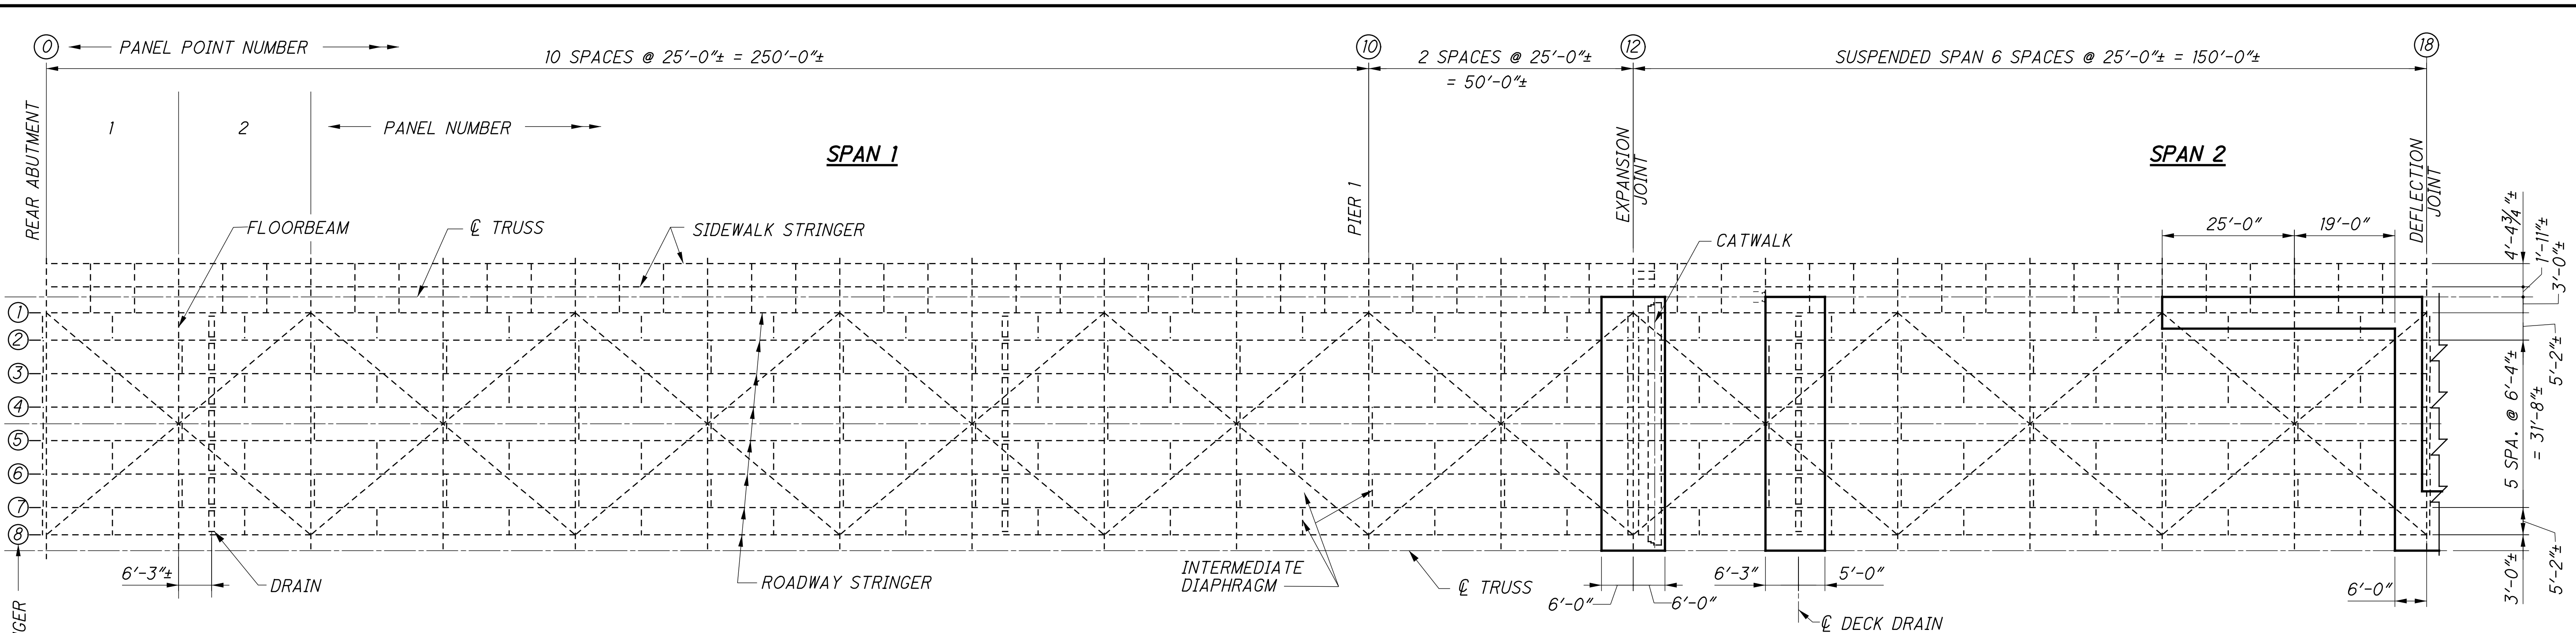 0
PANEL POINT NUMBER
10 SPACES @ 25'-0"± = 250'-0"±
10
2 SPACES @ 25'-0"±
= 50'-0"±
12
SUSPENDED SPAN 6 SPACES @ 25'-0"± = 150'-0"±
18
REAR ABUTMENT
1
2
PANEL NUMBER
SPAN 1
PIER 1
EXPANSION
JOINT
SPAN 2
DEFLECTION
JOINT
FLOORBEAM
℄ TRUSS
SIDEWALK STRINGER
CATWALK
25'-0"
19'-0"
4'-4¾"±
1'-11"±
3'-0"±
1
2
3
4
5
6
7
8
5'-2"±
5 SPA. @ 6'-4"±
= 31'-8"±
5'-2"±
3'-0"±
6'-3"±
DRAIN
ROADWAY STRINGER
INTERMEDIATE
DIAPHRAGM
℄ TRUSS
6'-0"
6'-0"
6'-3"
5'-0"
℄ DECK DRAIN
6'-0"